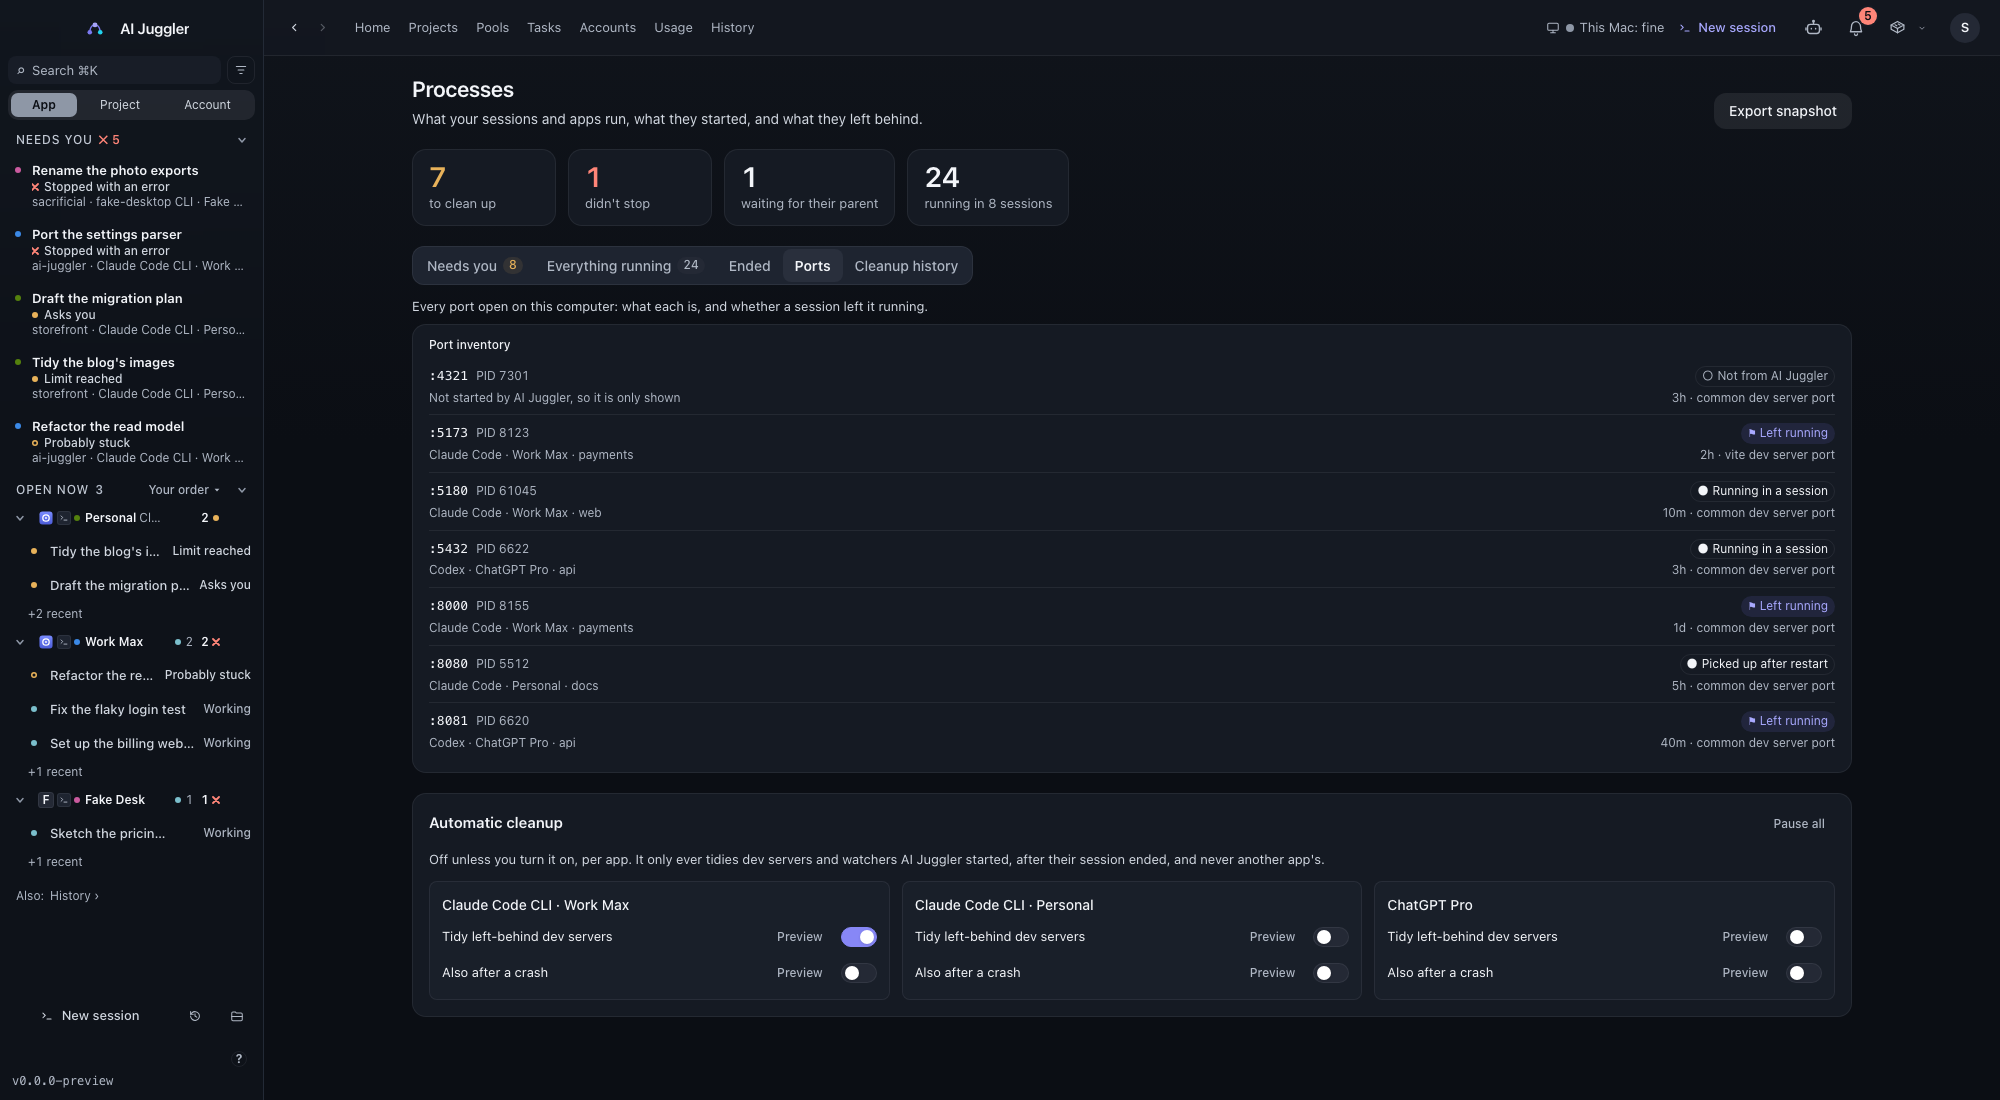 AI Juggler
Search ⌘K
App Project Account
NEEDS YOU 5
Rename the photo exports
Stopped with an error
sacrificial · fake-desktop CLI · Fake ...
Port the settings parser
Stopped with an error
ai-juggler · Claude Code CLI · Work ...
Draft the migration plan
Asks you
storefront · Claude Code CLI · Perso...
Tidy the blog's images
Limit reached
storefront · Claude Code CLI · Perso...
Refactor the read model
Probably stuck
ai-juggler · Claude Code CLI · Work ...
OPEN NOW 3 Your order
Personal Cl... 2
Tidy the blog's i... Limit reached
Draft the migration p... Asks you
+2 recent
Work Max 2 2
Refactor the re... Probably stuck
Fix the flaky login test Working
Set up the billing web... Working
+1 recent
F Fake Desk 1 1
Sketch the pricin... Working
+1 recent
Also: History ›
New session
?
v0.0.0-preview
Home Projects Pools Tasks Accounts Usage History
This Mac: fine New session 5 S
Processes
What your sessions and apps run, what they started, and what they left behind.
Export snapshot
7
to clean up
1
didn't stop
1
waiting for their parent
24
running in 8 sessions
Needs you 8 Everything running 24 Ended Ports Cleanup history
Every port open on this computer: what each is, and whether a session left it running.
Port inventory
:4321 PID 7301 Not from AI Juggler
Not started by AI Juggler, so it is only shown 3h · common dev server port
:5173 PID 8123 Left running
Claude Code · Work Max · payments 2h · vite dev server port
:5180 PID 61045 Running in a session
Claude Code · Work Max · web 10m · common dev server port
:5432 PID 6622 Running in a session
Codex · ChatGPT Pro · api 3h · common dev server port
:8000 PID 8155 Left running
Claude Code · Work Max · payments 1d · common dev server port
:8080 PID 5512 Picked up after restart
Claude Code · Personal · docs 5h · common dev server port
:8081 PID 6620 Left running
Codex · ChatGPT Pro · api 40m · common dev server port
Automatic cleanup Pause all
Off unless you turn it on, per app. It only ever tidies dev servers and watchers AI Juggler started, after their session ended, and never another app's.
Claude Code CLI · Work Max
Tidy left-behind dev servers Preview
Also after a crash Preview
Claude Code CLI · Personal
Tidy left-behind dev servers Preview
Also after a crash Preview
ChatGPT Pro
Tidy left-behind dev servers Preview
Also after a crash Preview